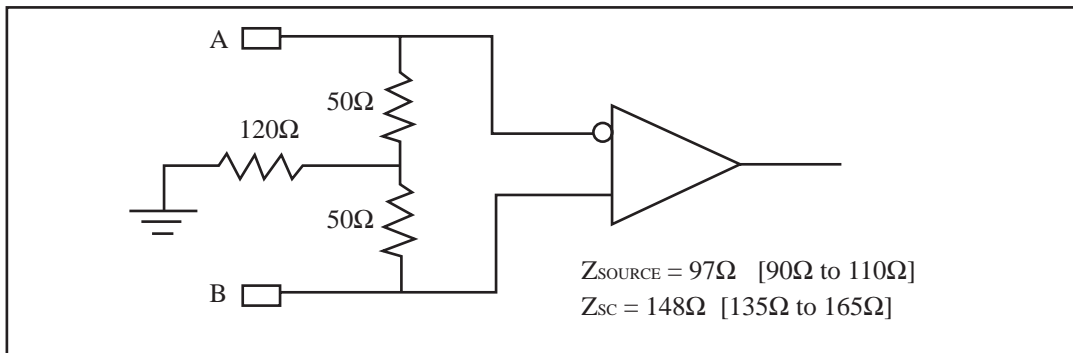 A
50Ω
120Ω
50Ω
B
ZSOURCE = 97Ω [90Ω to 110Ω]
ZSC = 148Ω [135Ω to 165Ω]